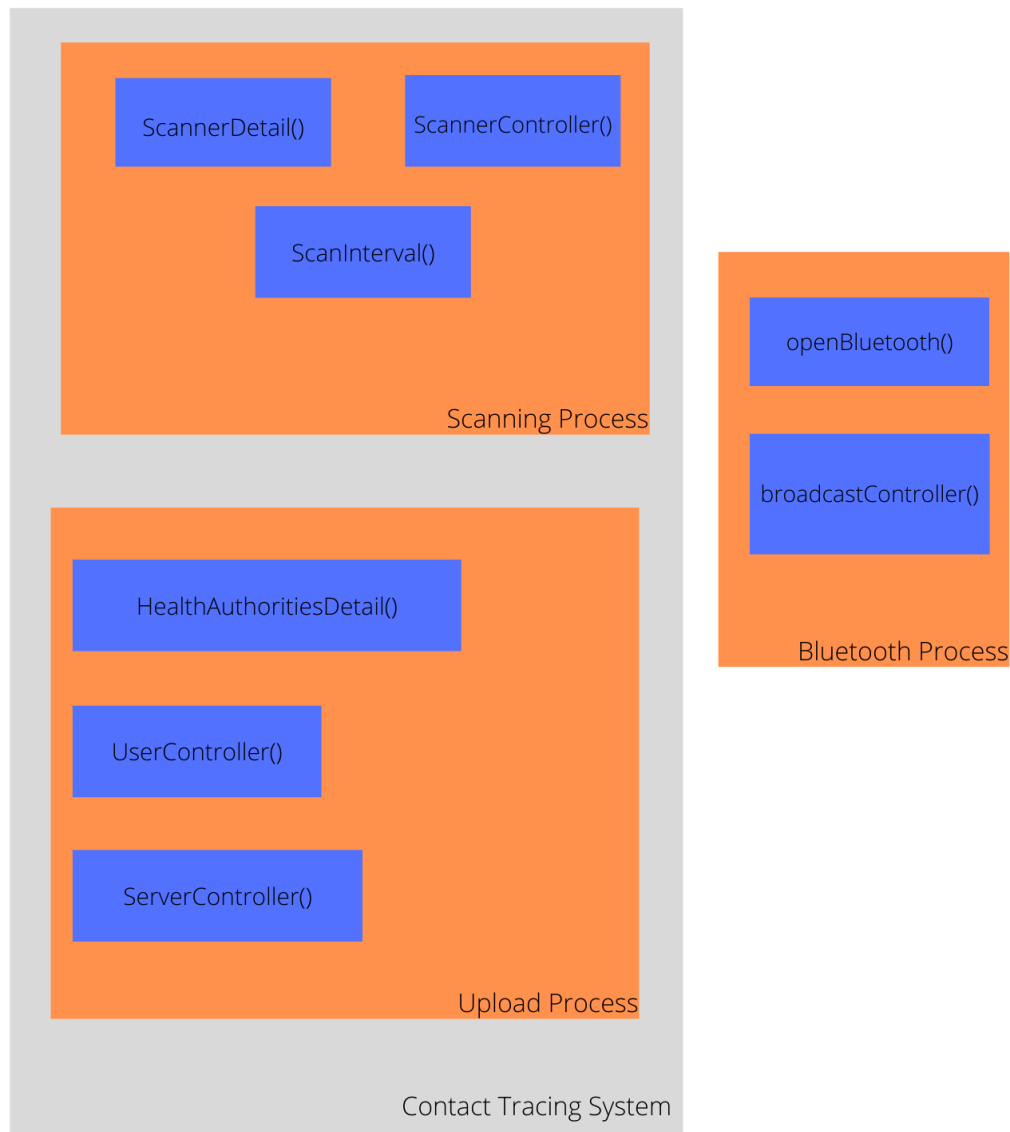 ScannerDetail()
ScannerController()
ScanInterval()
Scanning Process
openBluetooth()
broadcastController()
Bluetooth Process
HealthAuthoritiesDetail()
UserController()
ServerController()
Upload Process
Contact Tracing System